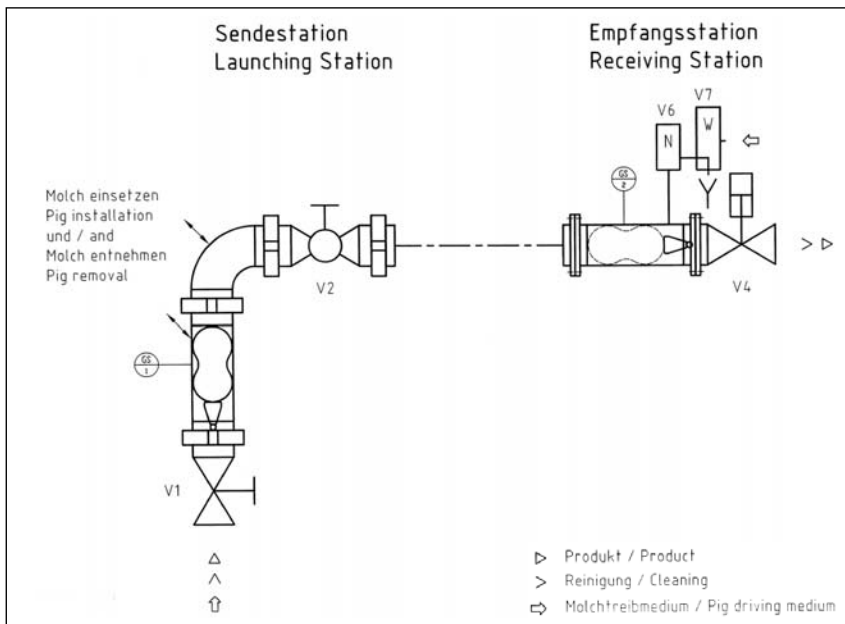 Sendestation
Launching Station
Empfangsstation
Receiving Station
V6
V7
N
W
GS
2
Molch einsetzen
Pig installation
und / and
Molch entnehmen
Pig removal
V2
V4
GS
1
V1
Produkt / Product
Reinigung / Cleaning
Molchtreibmedium / Pig driving medium